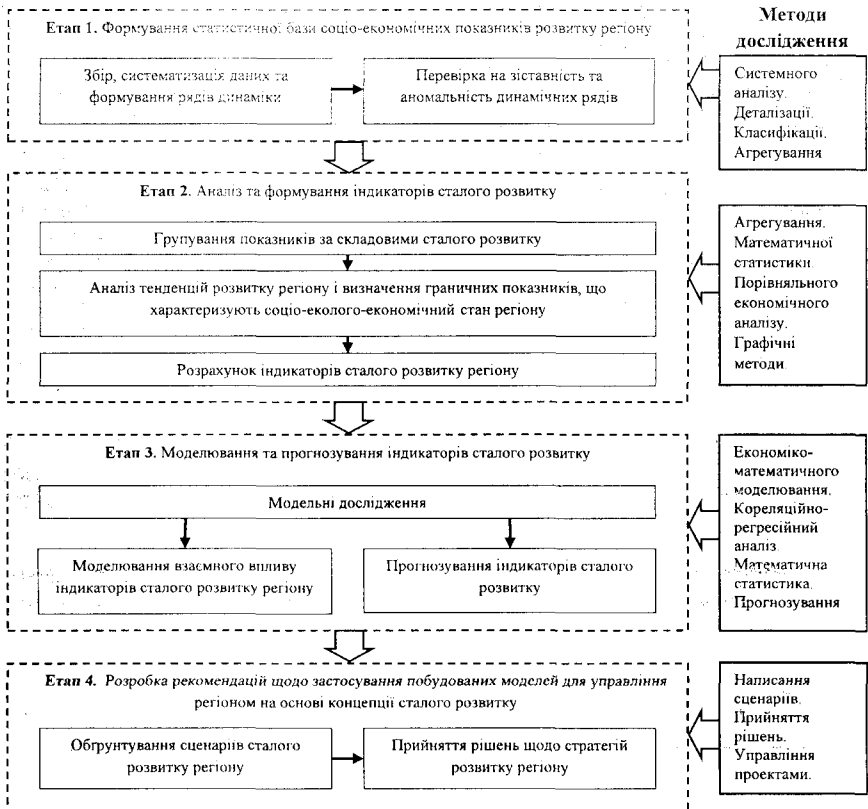 Методи
дослідження
Етап 1. Формування статистичної бази соціо-економічних показників розвитку регіону
Збір, систематизація даних та
формування рядів динаміки
Перевірка на зіставність та
аномальність динамічних рядів
Системного
аналізу.
Деталізації.
Класифікації.
Агрегування
Етап 2. Аналіз та формування індикаторів сталого розвитку
Групування показників за складовими сталого розвитку
Аналіз тенденцій розвитку регіону і визначення граничних показників, що
характеризують соціо-еколого-економічний стан регіону
Розрахунок індикаторів сталого розвитку регіону
Агрегування.
Математичної
статистики.
Порівняльного
економічного
аналізу.
Графічні
методи.
Етап 3. Моделювання та прогнозування індикаторів сталого розвитку
Модельні дослідження
Моделювання взаємного впливу
індикаторів сталого розвитку регіону
Прогнозування індикаторів сталого
розвитку
Економіко-
математичного
моделювання.
Кореляційно-
регресійний
аналіз
Математична
статистика.
Прогнозування
Етап 4. Розробка рекомендацій щодо застосування побудованих моделей для управління
регіоном на основі концепції сталого розвитку
Обґрунтування сценаріїв сталого
розвитку регіону
Прийняття рішень щодо стратегій
розвитку регіону
Написання
сценаріїв.
Прийняття
рішень.
Управління
проектами.